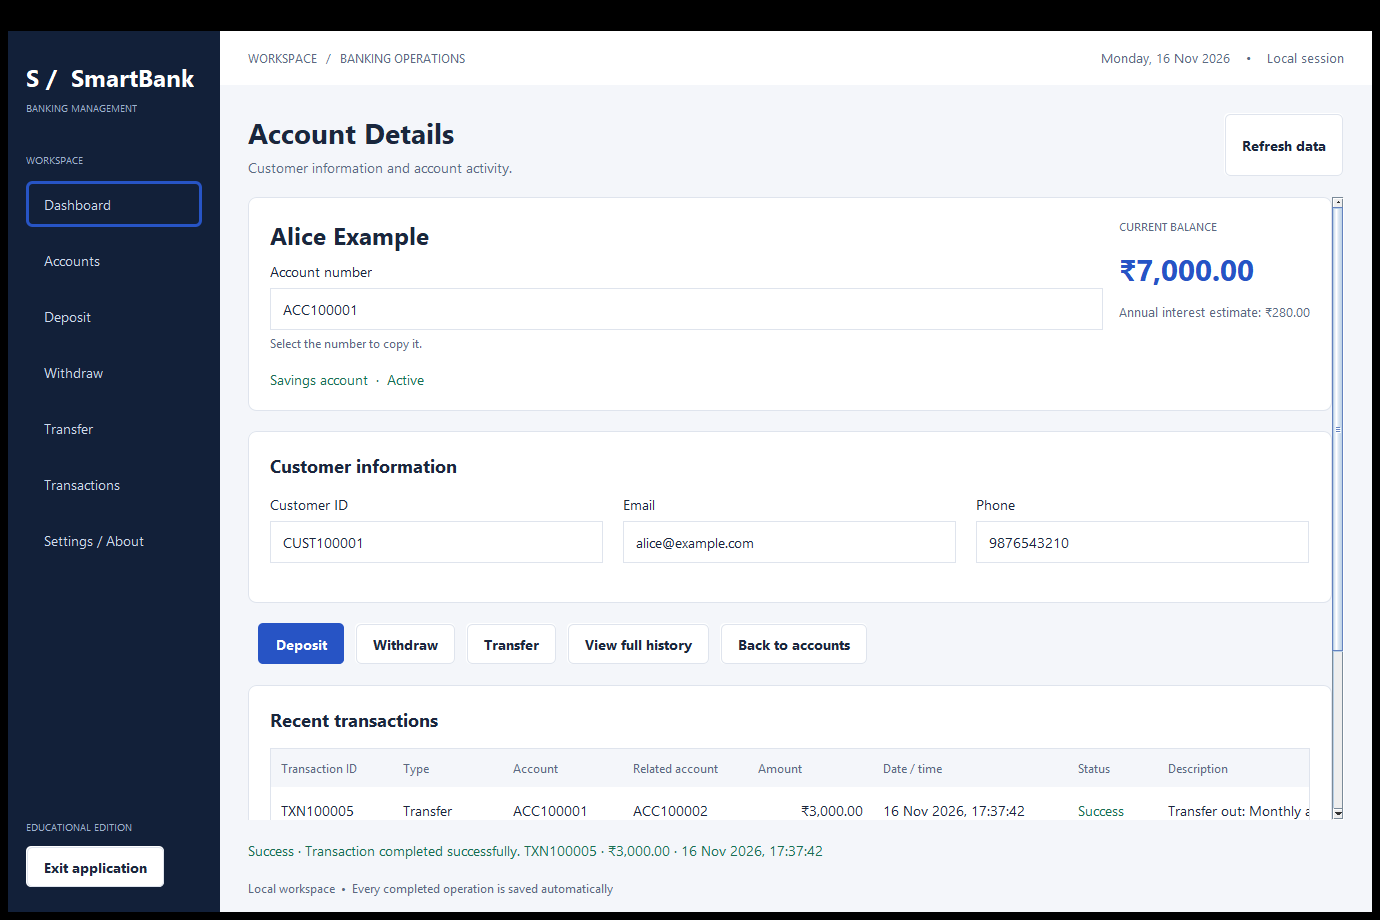 S / SmartBank
BANKING MANAGEMENT
WORKSPACE
Dashboard
Accounts
Deposit
Withdraw
Transfer
Transactions
Settings / About
EDUCATIONAL EDITION
Exit application
WORKSPACE / BANKING OPERATIONS
Monday, 16 Nov 2026 • Local session
Account Details
Customer information and account activity.
Refresh data
Alice Example
Account number
ACC100001
Select the number to copy it.
Savings account · Active
CURRENT BALANCE
₹7,000.00
Annual interest estimate: ₹280.00
Customer information
Customer ID Email Phone
CUST100001 alice@example.com 9876543210
Deposit Withdraw Transfer View full history Back to accounts
Recent transactions
Transaction ID Type Account Related account Amount Date / time Status Description
TXN100005 Transfer ACC100001 ACC100002 ₹3,000.00 16 Nov 2026, 17:37:42 Success Transfer out: Monthly a
Success · Transaction completed successfully. TXN100005 · ₹3,000.00 · 16 Nov 2026, 17:37:42
Local workspace • Every completed operation is saved automatically